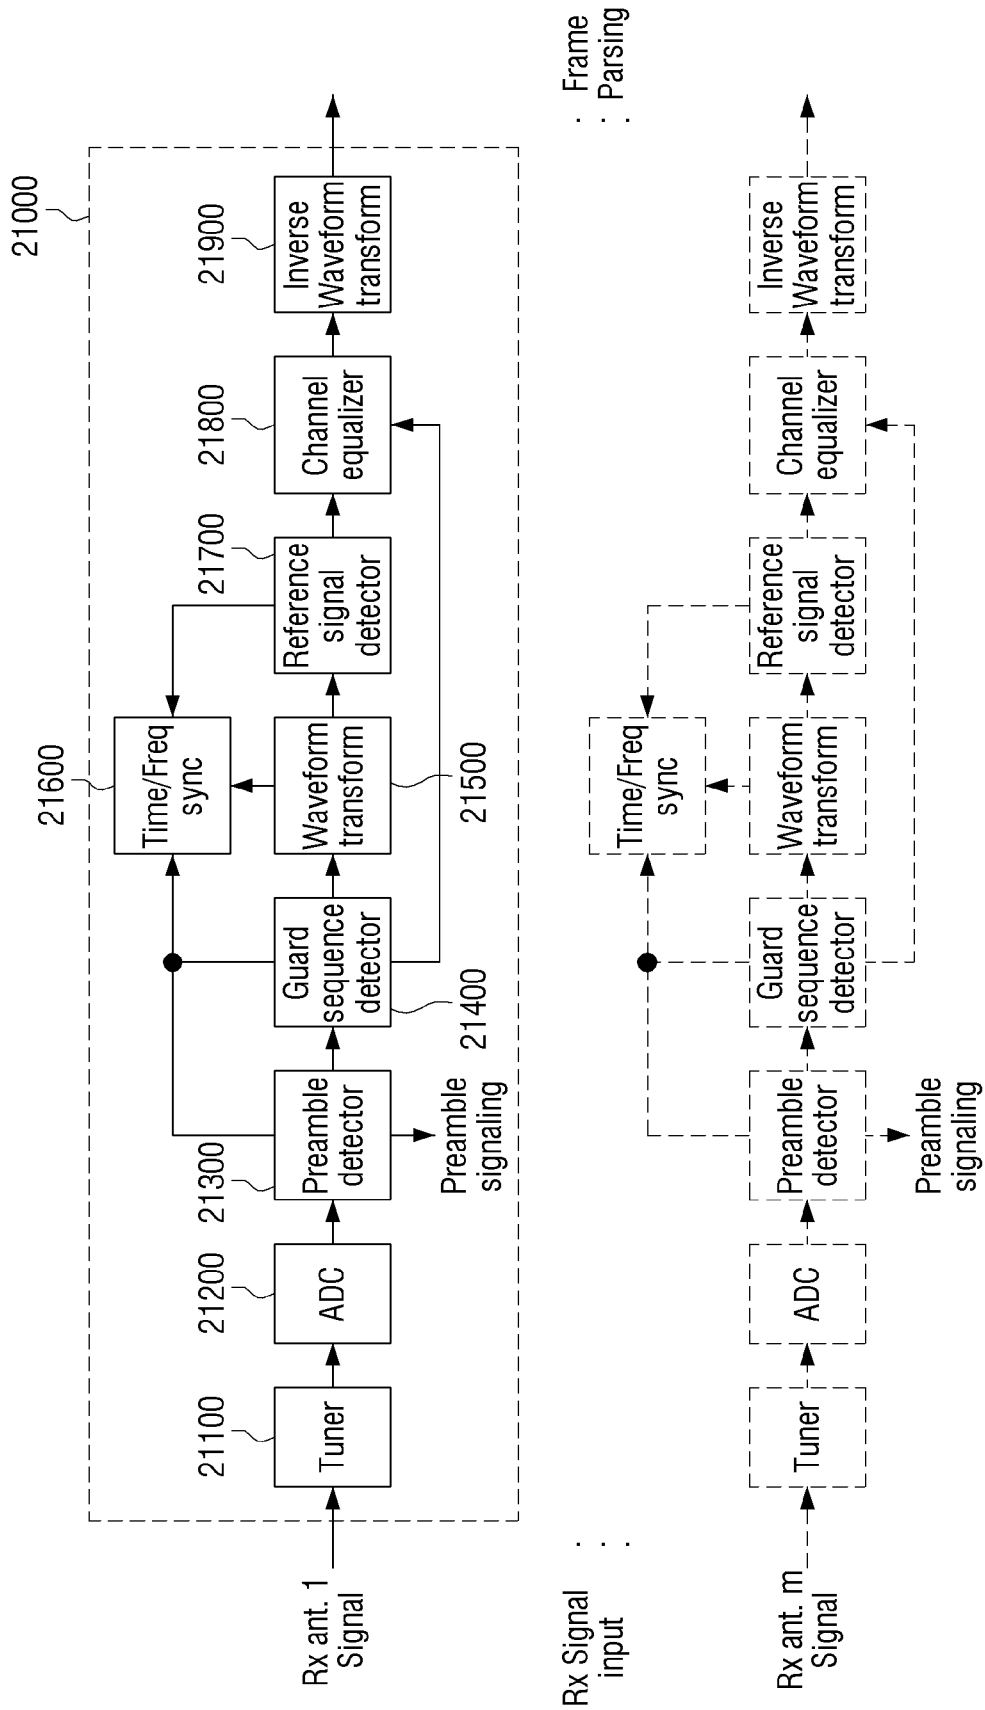 21000
21100
21200
21300
21600
21700
21800
21900
Time/Freq
sync
Rx ant. 1
Signal
Tuner
ADC
Preamble
detector
Guard
sequence
detector
Waveform
transform
Reference
signal
detector
Channel
equalizer
Inverse
Waveform
transform
Preamble
signaling
21400
21500
Rx Signal
input
. . .
Frame
Parsing
. . .
Time/Freq
sync
Rx ant. m
Signal
Tuner
ADC
Preamble
detector
Guard
sequence
detector
Waveform
transform
Reference
signal
detector
Channel
equalizer
Inverse
Waveform
transform
Preamble
signaling